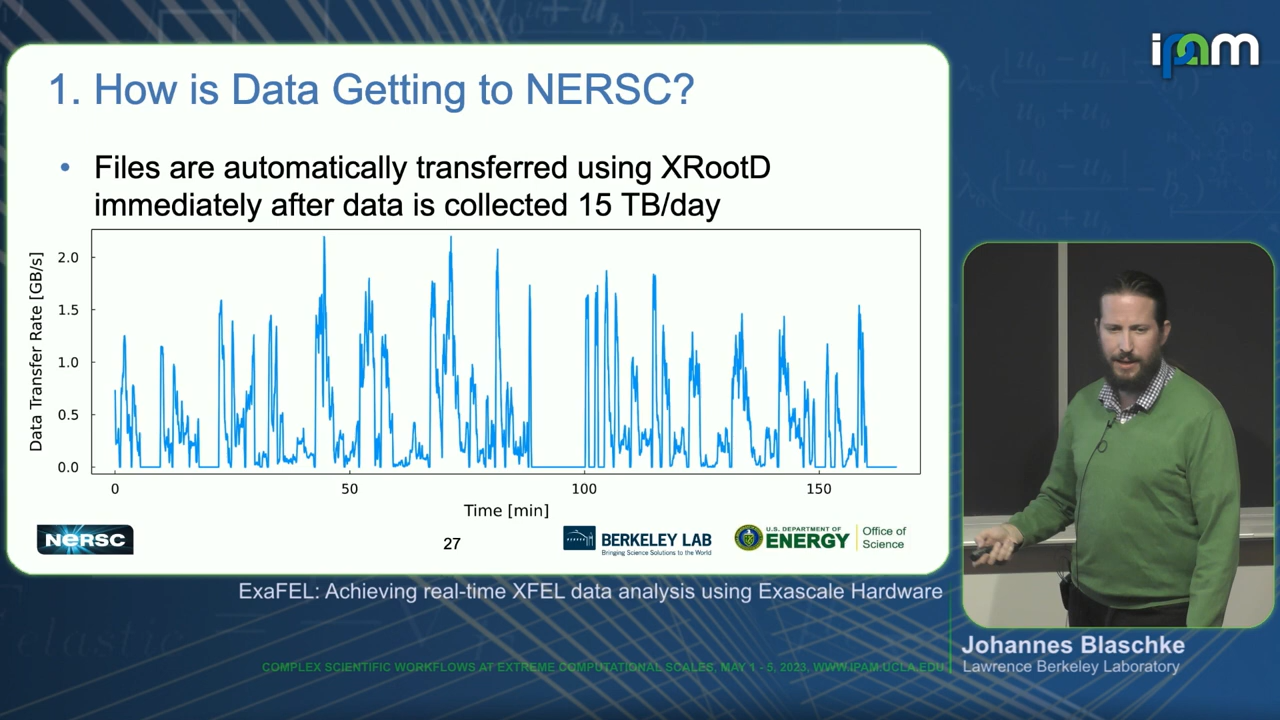 ipam
1. How is Data Getting to NERSC?
• Files are automatically transferred using XRootD
immediately after data is collected 15 TB/day
Data Transfer Rate [GB/s]
2.0
1.5
1.0
0.5
0.0
0 50 100 150
Time [min]
NERSC
27
BERKELEY LAB
Bringing Science Solutions to the World
U.S. DEPARTMENT OF
ENERGY
Office of
Science
ExaFEL: Achieving real-time XFEL data analysis using Exascale Hardware
Johannes Blaschke
Lawrence Berkeley Laboratory
COMPLEX SCIENTIFIC WORKFLOWS AT EXTREME COMPUTATIONAL SCALES, MAY 1 - 5, 2023, WWW.IPAM.UCLA.EDU
elastic